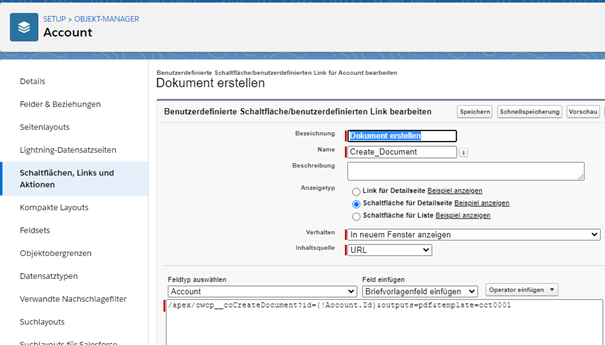 SETUP > OBJEKT-MANAGER
Account
Details
Felder & Beziehungen
Seitenlayouts
Lightning-Datensatzseiten
Schaltflächen, Links und
Aktionen
Kompakte Layouts
Feldsets
Objektobergrenzen
Datensatztypen
Verwandte Nachschlagefilter
Suchlayouts
Suchlayouts für Salesforce
Benutzerdefinierte Schaltfläche/benutzerdefinierten Link für Account bearbeiten
Dokument erstellen
Benutzerdefinierte Schaltfläche/benutzerdefinierten Link bearbeiten Speichern Schnellspeicherung Vorschau
Bezeichnung Dokument erstellen
Name Create_Document i
Beschreibung
Anzeigetyp Link für Detailseite Beispiel anzeigen
Schaltfläche für Detailseite Beispiel anzeigen
Schaltfläche für Liste Beispiel anzeigen
Verhalten In neuem Fenster anzeigen
Inhaltsquelle URL
Feldtyp auswählen Feld einfügen
Account Briefvorlagenfeld einfügen Operator einfügen
/apex/cwcp__ccCreateDocument?id={!Account.Id}&outputs=pdf&template=cct0001